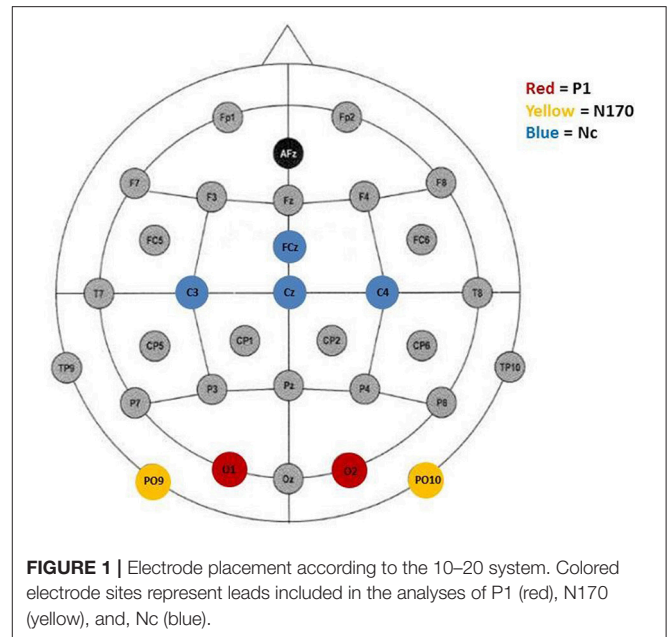 Red = P1
Yellow = N170
Blue = Nc
Fp1 Fp2
AFz
F7 F3 Fz F4 F8
FC5 FCz FC6
T7 C3 Cz C4 T8
CP5 CP1 CP2 CP6
TP9 TP10
P7 P3 Pz P4 P8
PO9 O1 Oz O2 PO10
FIGURE 1 | Electrode placement according to the 10–20 system. Colored
electrode sites represent leads included in the analyses of P1 (red), N170
(yellow), and, Nc (blue).